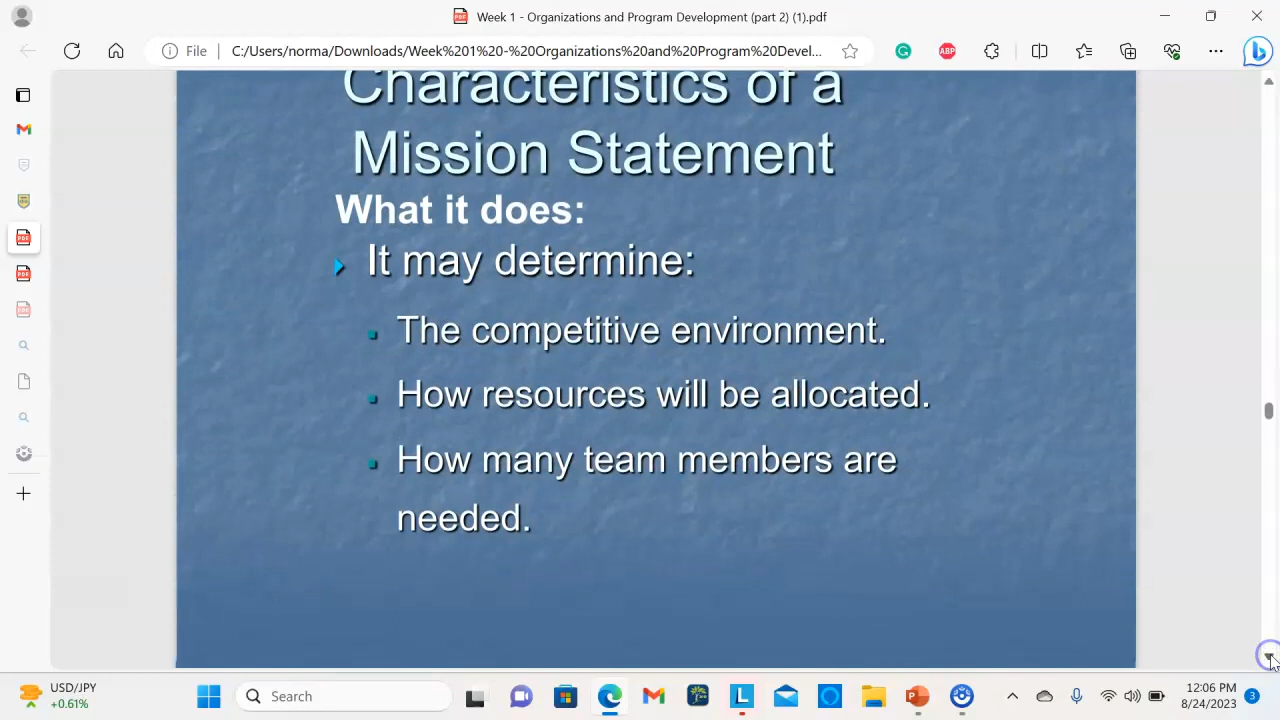 Week 1 - Organizations and Program Development (part 2) (1).pdf
File
C:/Users/norma/Downloads/Week%201%20-%20Organizations%20and%20Program%20Devel...
ABP
Characteristics of a
Mission Statement
What it does:
It may determine:
The competitive environment.
How resources will be allocated.
How many team members are
needed.
USD/JPY
+0.61%
Search
12:06 PM
8/24/2023
3